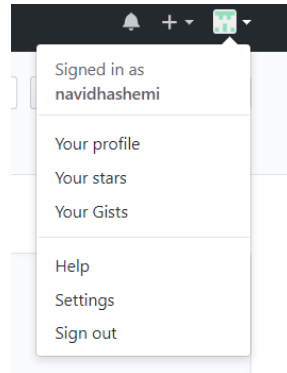 Signed in as
navidhashemi
Your profile
Your stars
Your Gists
Help
Settings
Sign out